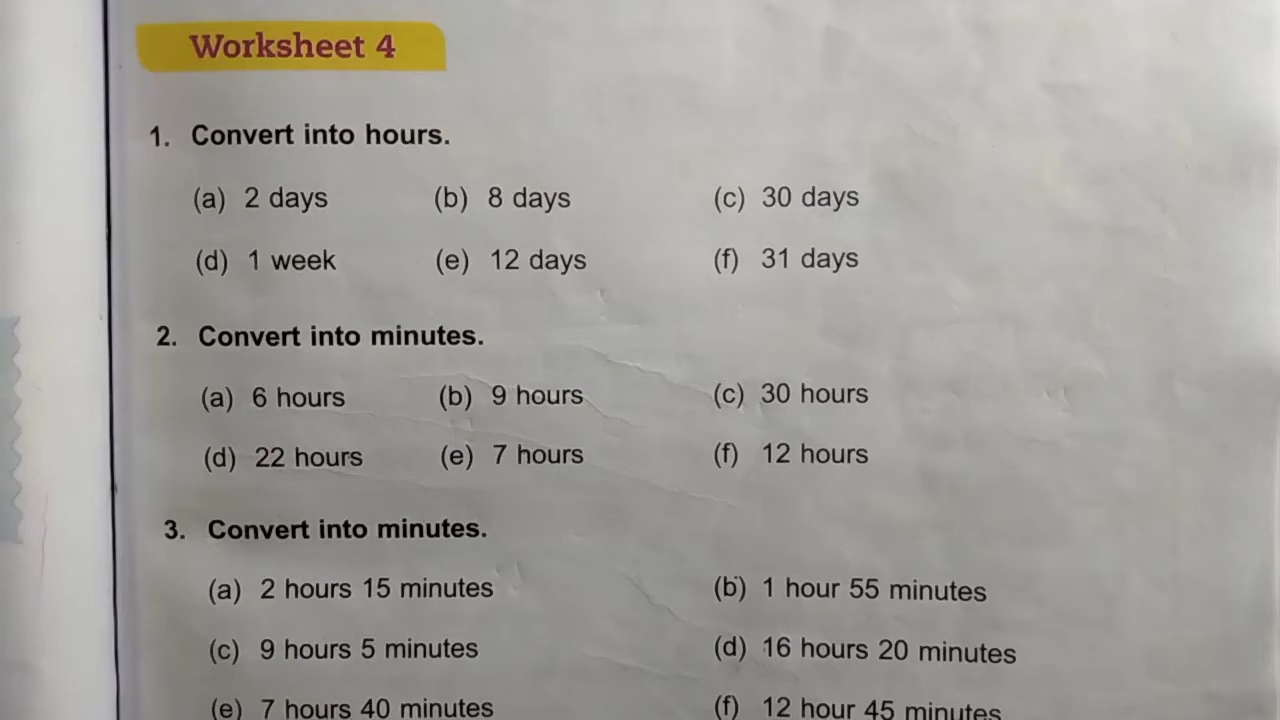 Worksheet 4
1. Convert into hours.
(a) 2 days (b) 8 days (c) 30 days
(d) 1 week (e) 12 days (f) 31 days
2. Convert into minutes.
(a) 6 hours (b) 9 hours (c) 30 hours
(d) 22 hours (e) 7 hours (f) 12 hours
3. Convert into minutes.
(a) 2 hours 15 minutes (b) 1 hour 55 minutes
(c) 9 hours 5 minutes (d) 16 hours 20 minutes
(e) 7 hours 40 minutes (f) 12 hour 45 minutes